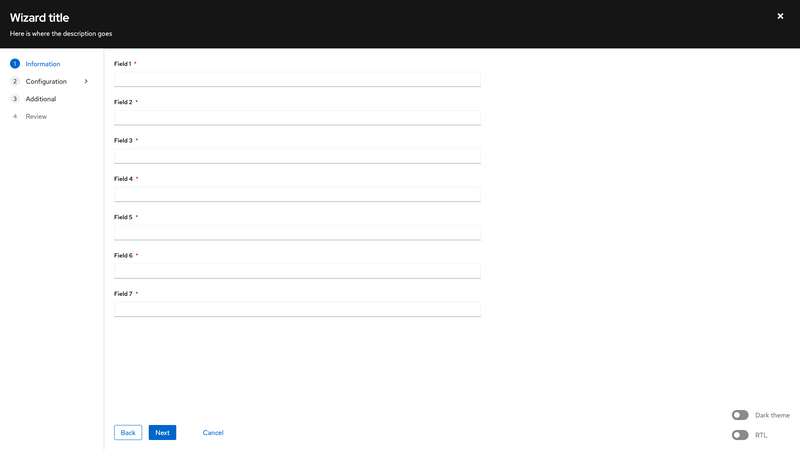 Wizard title
Here is where the description goes
1 Information
2 Configuration
3 Additional
4 Review
Field 1 *
Field 2 *
Field 3 *
Field 4 *
Field 5 *
Field 6 *
Field 7 *
Back Next Cancel
Dark theme
RTL